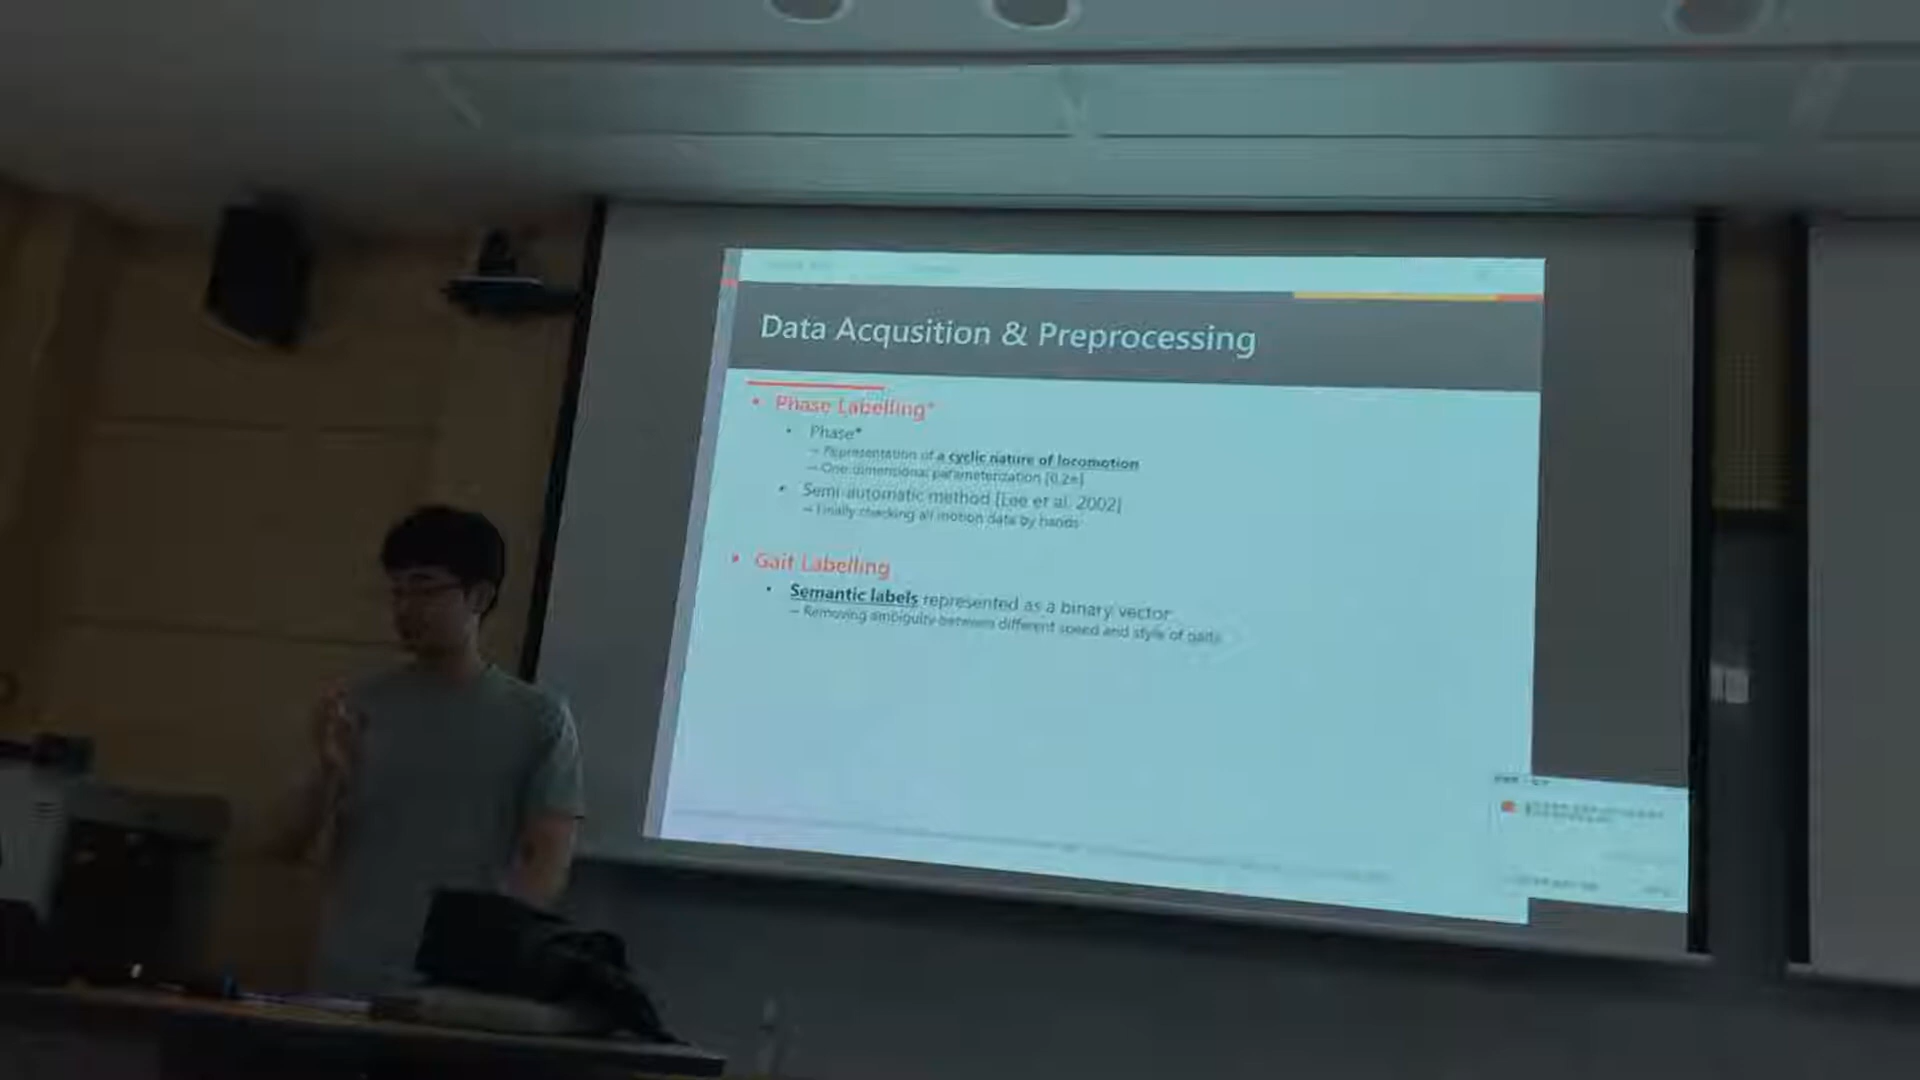 Data Acqusition & Preprocessing
• Phase Labelling*
• Phase*
– Representation of a cyclic nature of locomotion
– One dimensional parameterization [0,2π]
• Semi-automatic method [Lee et al. 2002]
– Finally checking all motion data by hands
• Gait Labelling
• Semantic labels represented as a binary vector
– Removing ambiguity between different speed and style of gaits